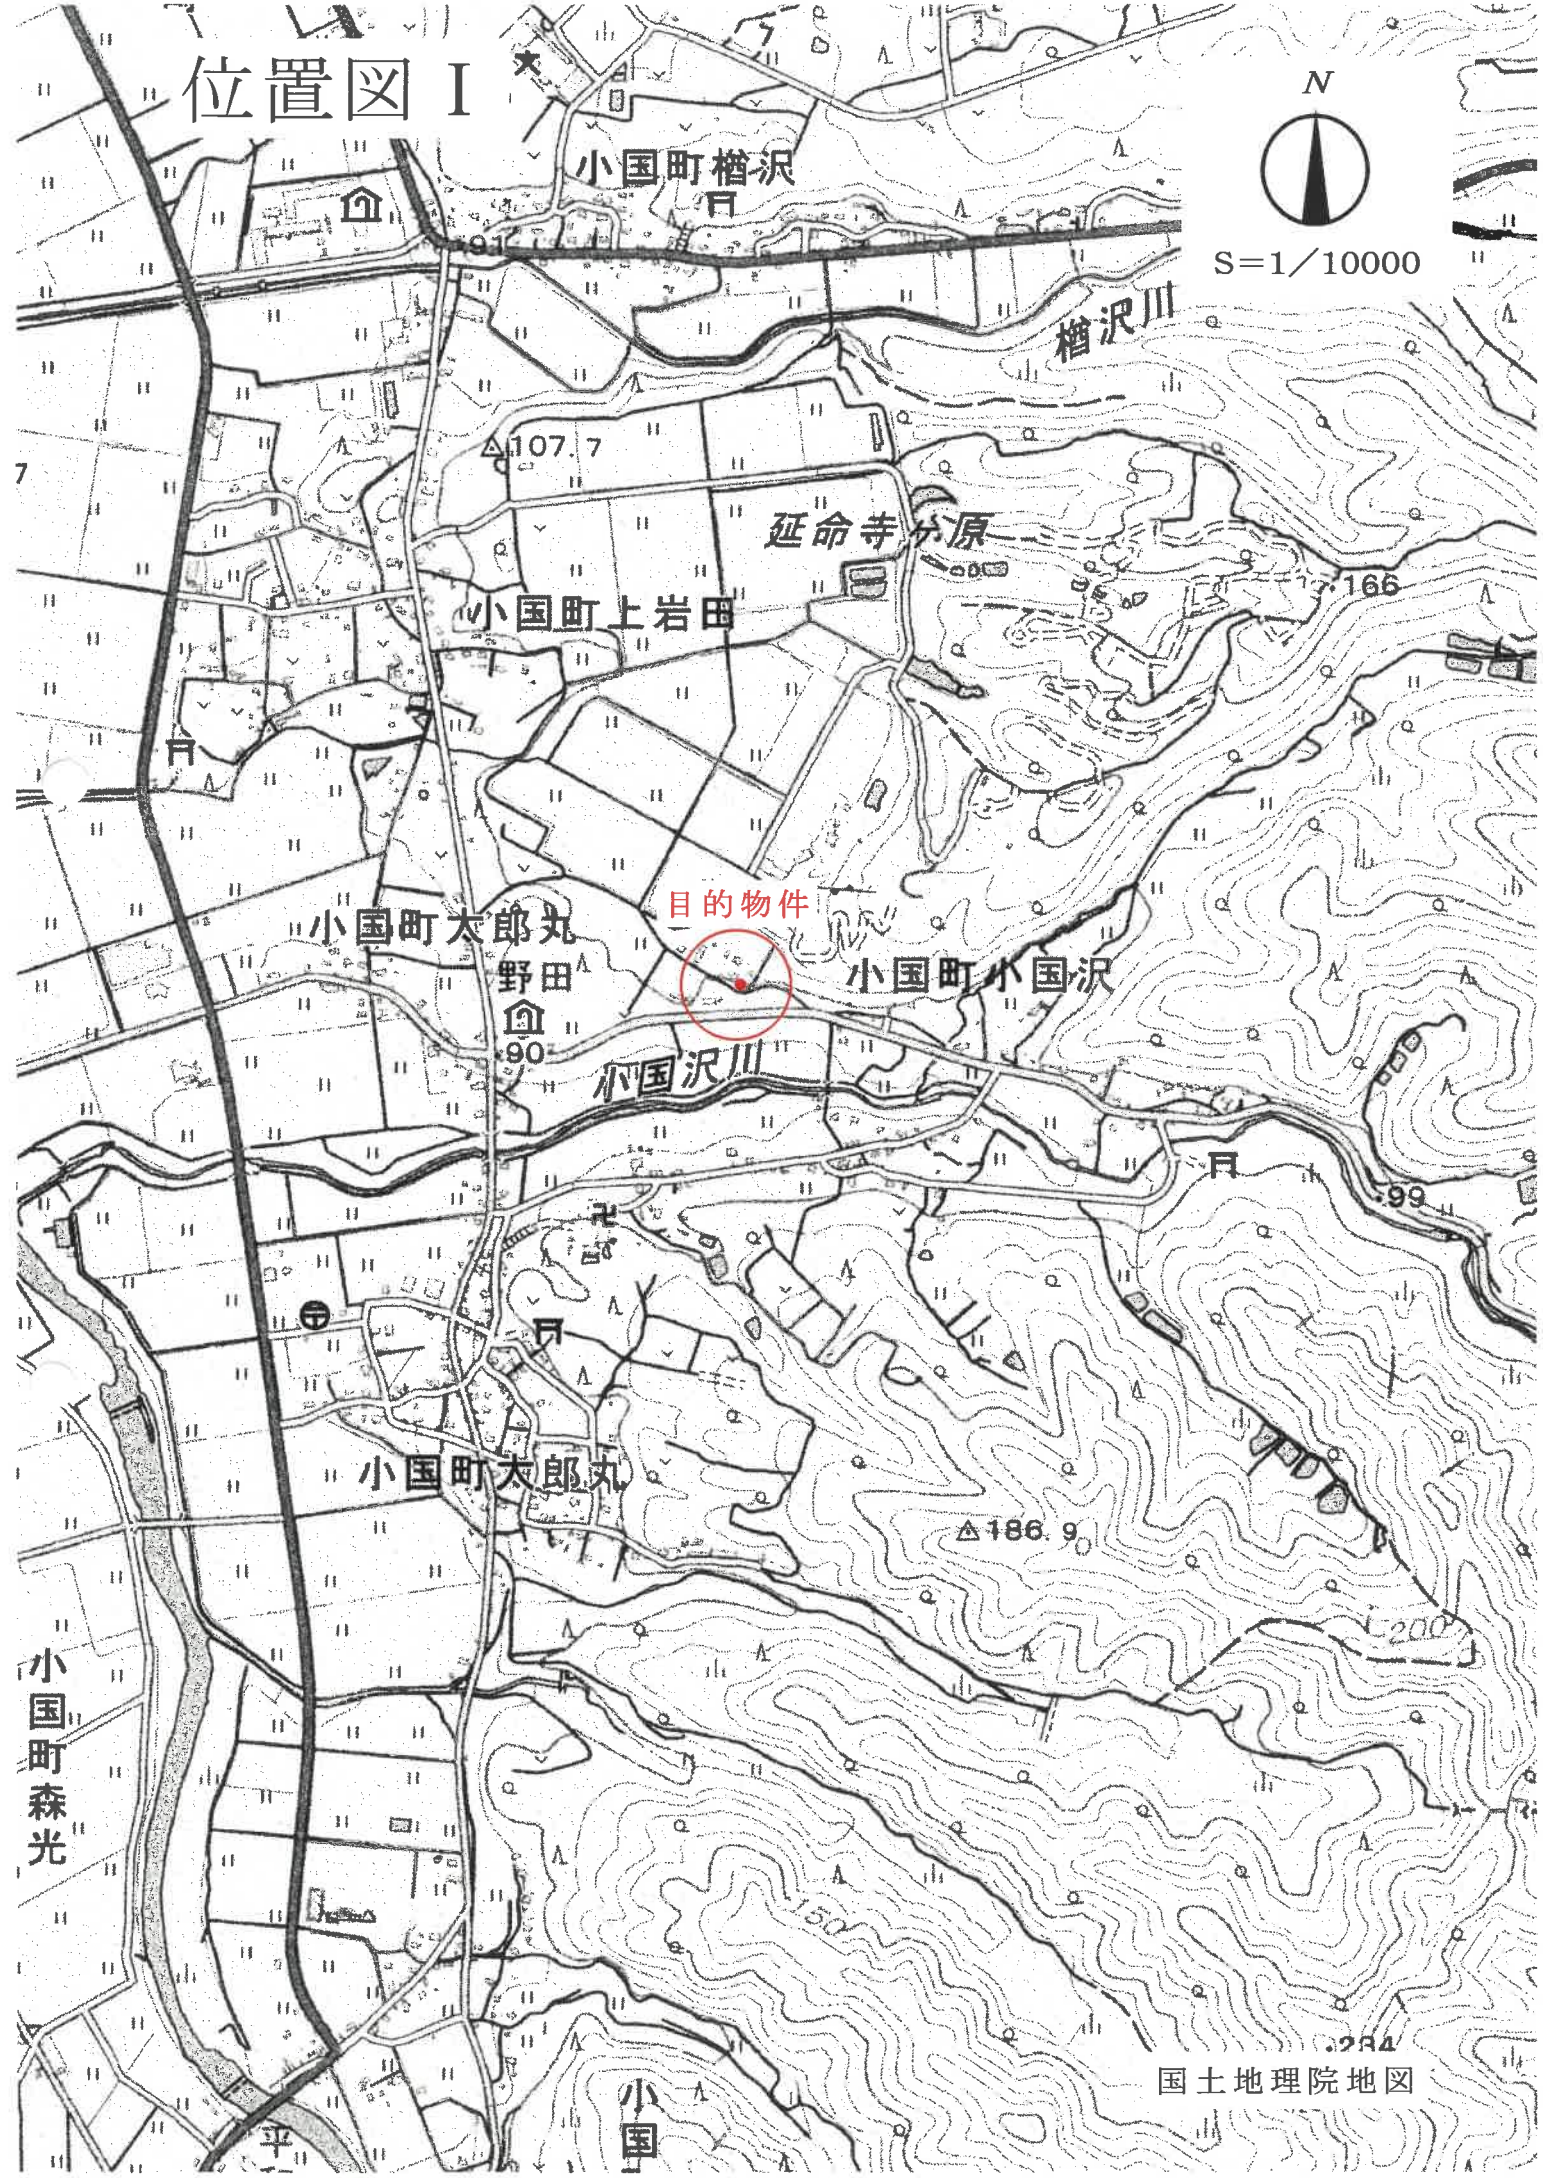 位置図 I
N
S=1/10000
小国町楢沢
91
楢沢川
107.7
7
延命寺ヶ原
166
小国町上岩田
目的物件
小国町太郎丸
野田
小国町小国沢
90
小国沢川
99
小国町太郎丸
186.9
200
小国町森光
150
234
国土地理院地図
小国
平